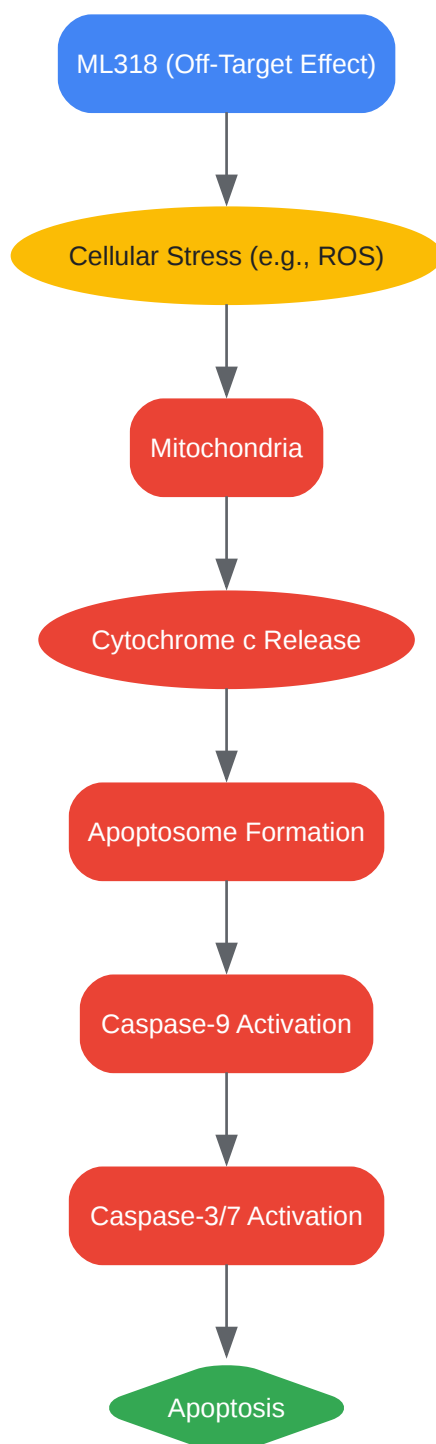 ML318 (Off-Target Effect)
Cellular Stress (e.g., ROS)
Mitochondria
Cytochrome c Release
Apoptosome Formation
Caspase-9 Activation
Caspase-3/7 Activation
Apoptosis